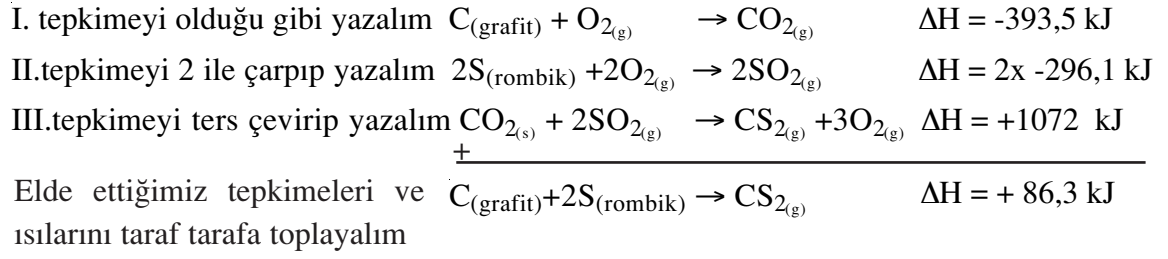 I. tepkimeyi olduğu gibi yazalım C(grafit) + O2(g) → CO2(g) ΔH = -393,5 kJ
II.tepkimeyi 2 ile çarpıp yazalım 2S(rombik) +2O2(g) → 2SO2(g) ΔH = 2x -296,1 kJ
III.tepkimeyi ters çevirip yazalım CO2(s) + 2SO2(g) → CS2(g) +3O2(g) ΔH = +1072 kJ
+
Elde ettiğimiz tepkimeleri ve C(grafit)+2S(rombik) → CS2(g) ΔH = + 86,3 kJ
ısılarını taraf tarafa toplayalım